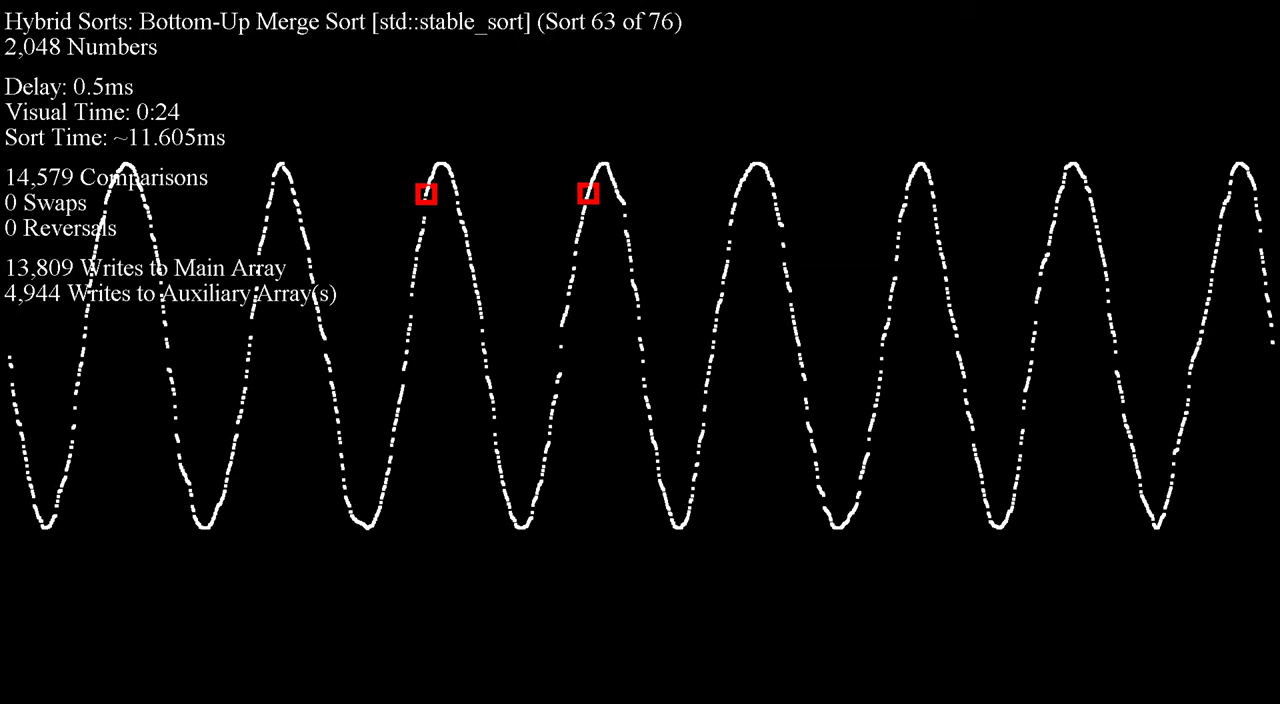 Hybrid Sorts: Bottom-Up Merge Sort [std::stable_sort] (Sort 63 of 76)
2,048 Numbers
Delay: 0.5ms
Visual Time: 0:24
Sort Time: ~11.605ms
14,579 Comparisons
0 Swaps
0 Reversals
13,809 Writes to Main Array
4,944 Writes to Auxiliary Array(s)